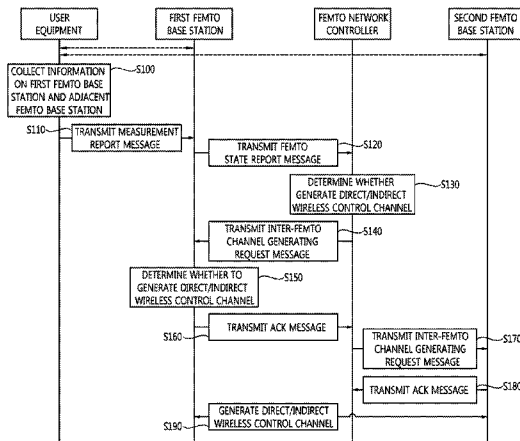 USER
EQUIPMENT
FIRST FEMTO
BASE STATION
FEMTO NETWORK
CONTROLLER
SECOND FEMTO
BASE STATION
COLLECT INFORMATION
ON FIRST FEMTO BASE
STATION AND ADJACENT
FEMTO BASE STATION
S100
S110
TRANSMIT MEASUREMENT
REPORT MESSAGE
TRANSMIT FEMTO
STATE REPORT MESSAGE
S120
DETERMINE WHETHER
GENERATE DIRECT/INDIRECT
WIRELESS CONTROL CHANNEL
S130
TRANSMIT INTER-FEMTO
CHANNEL GENERATING
REQUEST MESSAGE
S140
DETERMINE WHETHER TO
GENERATE DIRECT/INDIRECT
WIRELESS CONTROL CHANNEL
S150
S160
TRANSMIT ACK MESSAGE
TRANSMIT INTER-FEMTO
CHANNEL GENERATING
REQUEST MESSAGE
S170
TRANSMIT ACK MESSAGE
S180
GENERATE DIRECT/INDIRECT
WIRELESS CONTROL CHANNEL
S190